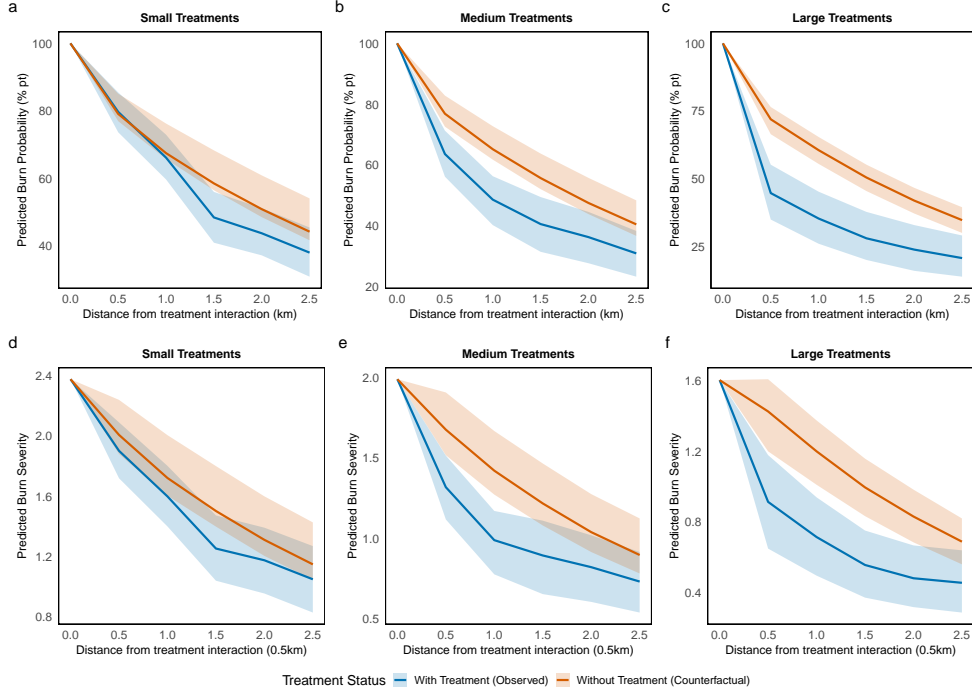 a
Small Treatments
Predicted Burn Probability (% pt)
100
80
60
40
0.0 0.5 1.0 1.5 2.0 2.5
Distance from treatment interaction (km)
b
Medium Treatments
Predicted Burn Probability (% pt)
100
80
60
40
20
0.0 0.5 1.0 1.5 2.0 2.5
Distance from treatment interaction (km)
c
Large Treatments
Predicted Burn Probability (% pt)
100
75
50
25
0.0 0.5 1.0 1.5 2.0 2.5
Distance from treatment interaction (km)
d
Small Treatments
Predicted Burn Severity
2.4
2.0
1.6
1.2
0.8
0.0 0.5 1.0 1.5 2.0 2.5
Distance from treatment interaction (0.5km)
e
Medium Treatments
Predicted Burn Severity
2.0
1.5
1.0
0.5
0.0 0.5 1.0 1.5 2.0 2.5
Distance from treatment interaction (0.5km)
f
Large Treatments
Predicted Burn Severity
1.6
1.2
0.8
0.4
0.0 0.5 1.0 1.5 2.0 2.5
Distance from treatment interaction (0.5km)
Treatment Status With Treatment (Observed) Without Treatment (Counterfactual)